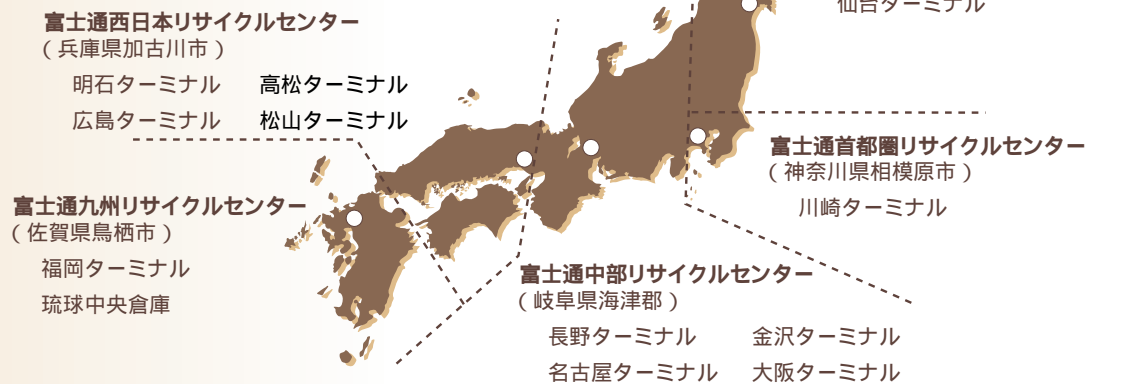 仙台ターミナル
富士通西日本リサイクルセンター
(兵庫県加古川市)
明石ターミナル 高松ターミナル
広島ターミナル 松山ターミナル
富士通首都圏リサイクルセンター
(神奈川県相模原市)
川崎ターミナル
富士通九州リサイクルセンター
(佐賀県鳥栖市)
福岡ターミナル
琉球中央倉庫
富士通中部リサイクルセンター
(岐阜県海津郡)
長野ターミナル 金沢ターミナル
名古屋ターミナル 大阪ターミナル